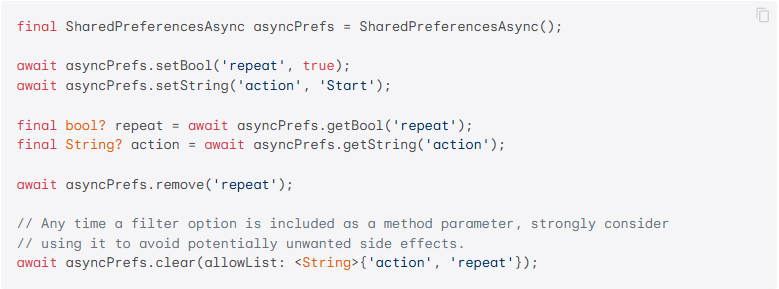 final SharedPreferencesAsync asyncPrefs = SharedPreferencesAsync();
await asyncPrefs.setBool('repeat', true);
await asyncPrefs.setString('action', 'Start');
final bool? repeat = await asyncPrefs.getBool('repeat');
final String? action = await asyncPrefs.getString('action');
await asyncPrefs.remove('repeat');
// Any time a filter option is included as a method parameter, strongly consider
// using it to avoid potentially unwanted side effects.
await asyncPrefs.clear(allowList: <String>{'action', 'repeat'});